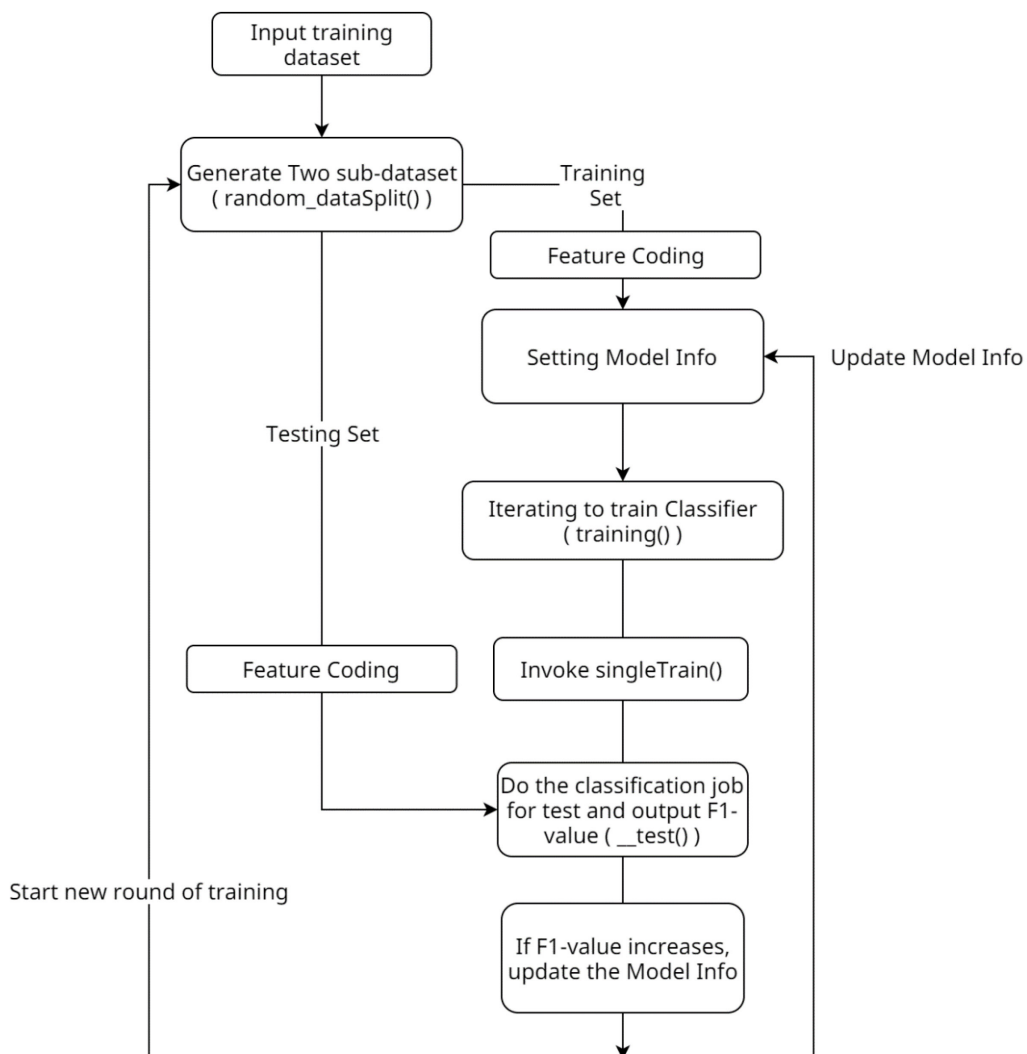 Input training
dataset
Generate Two sub-dataset
( random_dataSplit() )
Training
Set
Feature Coding
Setting Model Info
Update Model Info
Testing Set
Iterating to train Classifier
( training() )
Feature Coding
Invoke singleTrain()
Do the classification job
for test and output F1-
value ( __test() )
Start new round of training
If F1-value increases,
update the Model Info